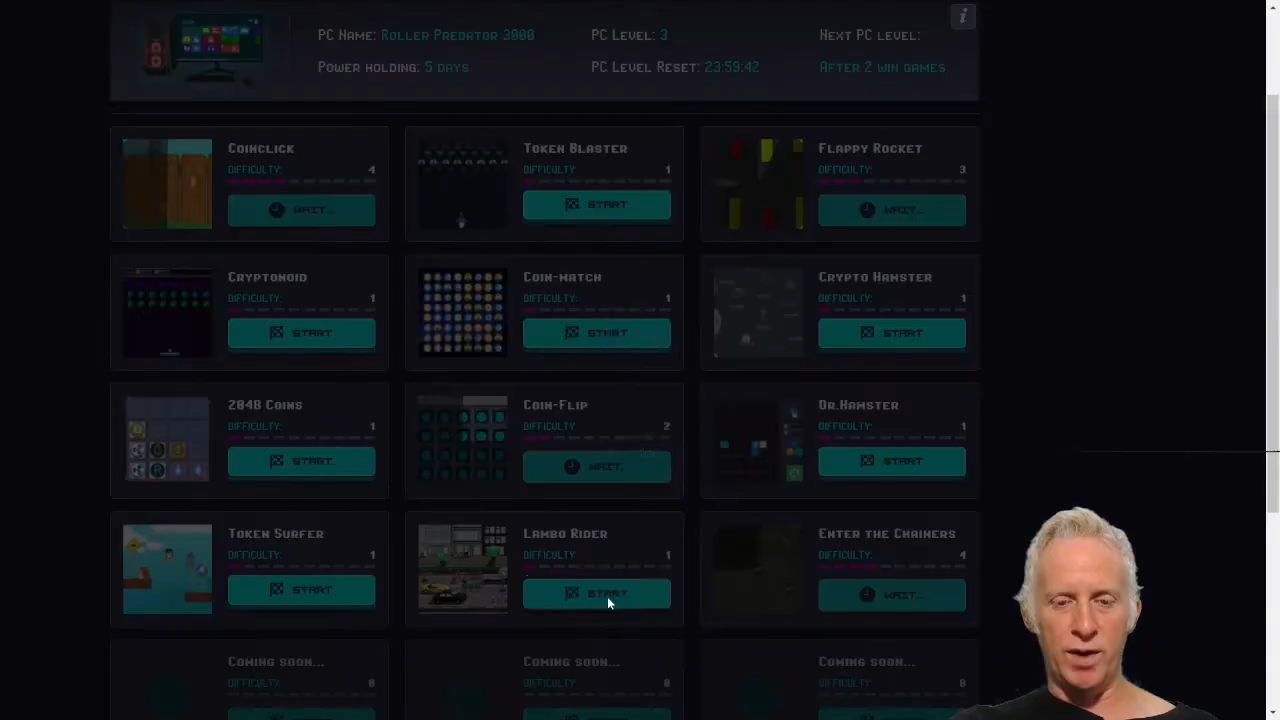 i
PC Name: Roller Predator 3000
PC Level: 3
Next PC level:
Power holding: 5 days
PC Level Reset: 23:59:42
After 2 win games
Coinclick
Difficulty: 4
Wait..
Token Blaster
Difficulty: 1
Start
Flappy Rocket
Difficulty: 3
Wait..
Cryptonoid
Difficulty: 1
Start
Coin-match
Difficulty: 1
Start
Crypto Hamster
Difficulty: 1
Start
2048 Coins
Difficulty: 1
Start
Coin-Flip
Difficulty 2
Wait..
Dr.Hamster
Difficulty: 1
Start
Token Surfer
Difficulty: 1
Start
Lambo Rider
Difficulty 1
Start
Enter the Chainers
Difficulty: 4
Wait..
Coming soon...
Difficulty: 0
Coming soon...
Difficulty: 0
Coming soon...
Difficulty: 0